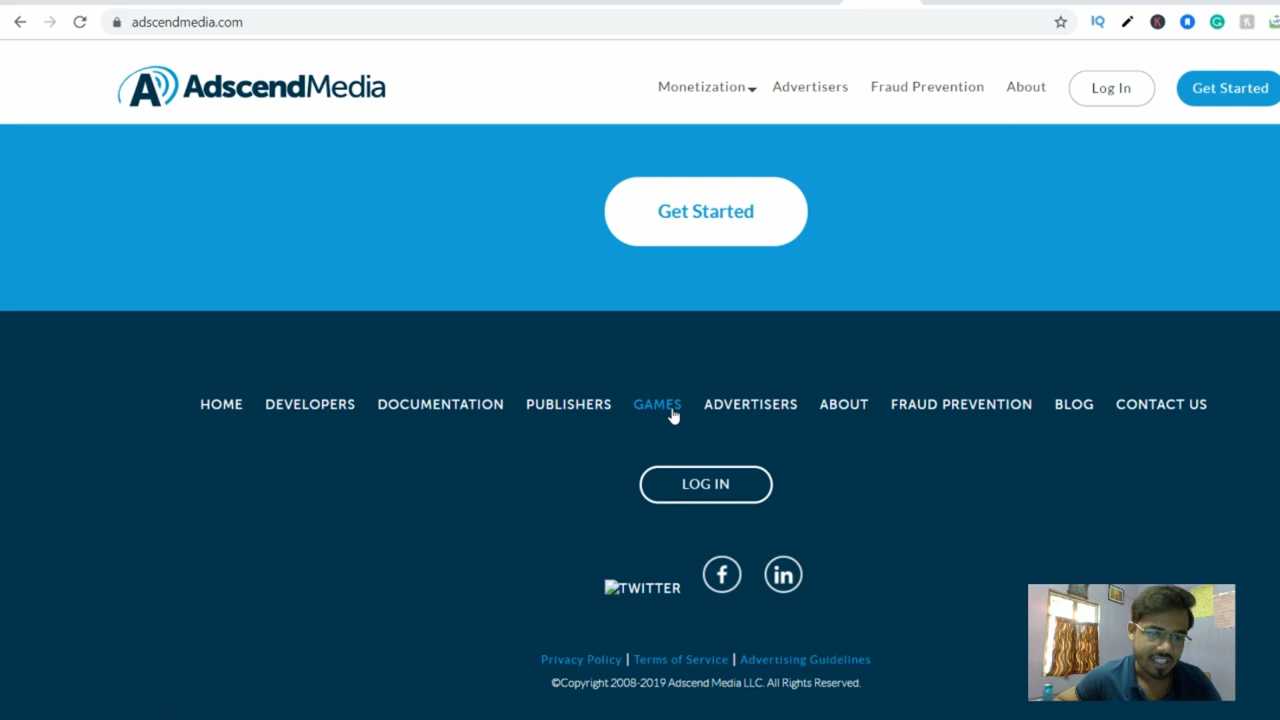 adscendmedia.com
IQ
AdscendMedia
Monetization Advertisers Fraud Prevention About Log In Get Started
Get Started
HOME DEVELOPERS DOCUMENTATION PUBLISHERS GAMES ADVERTISERS ABOUT FRAUD PREVENTION BLOG CONTACT US
LOG IN
TWITTER f in
Privacy Policy | Terms of Service | Advertising Guidelines
©Copyright 2008-2019 Adscend Media LLC. All Rights Reserved.